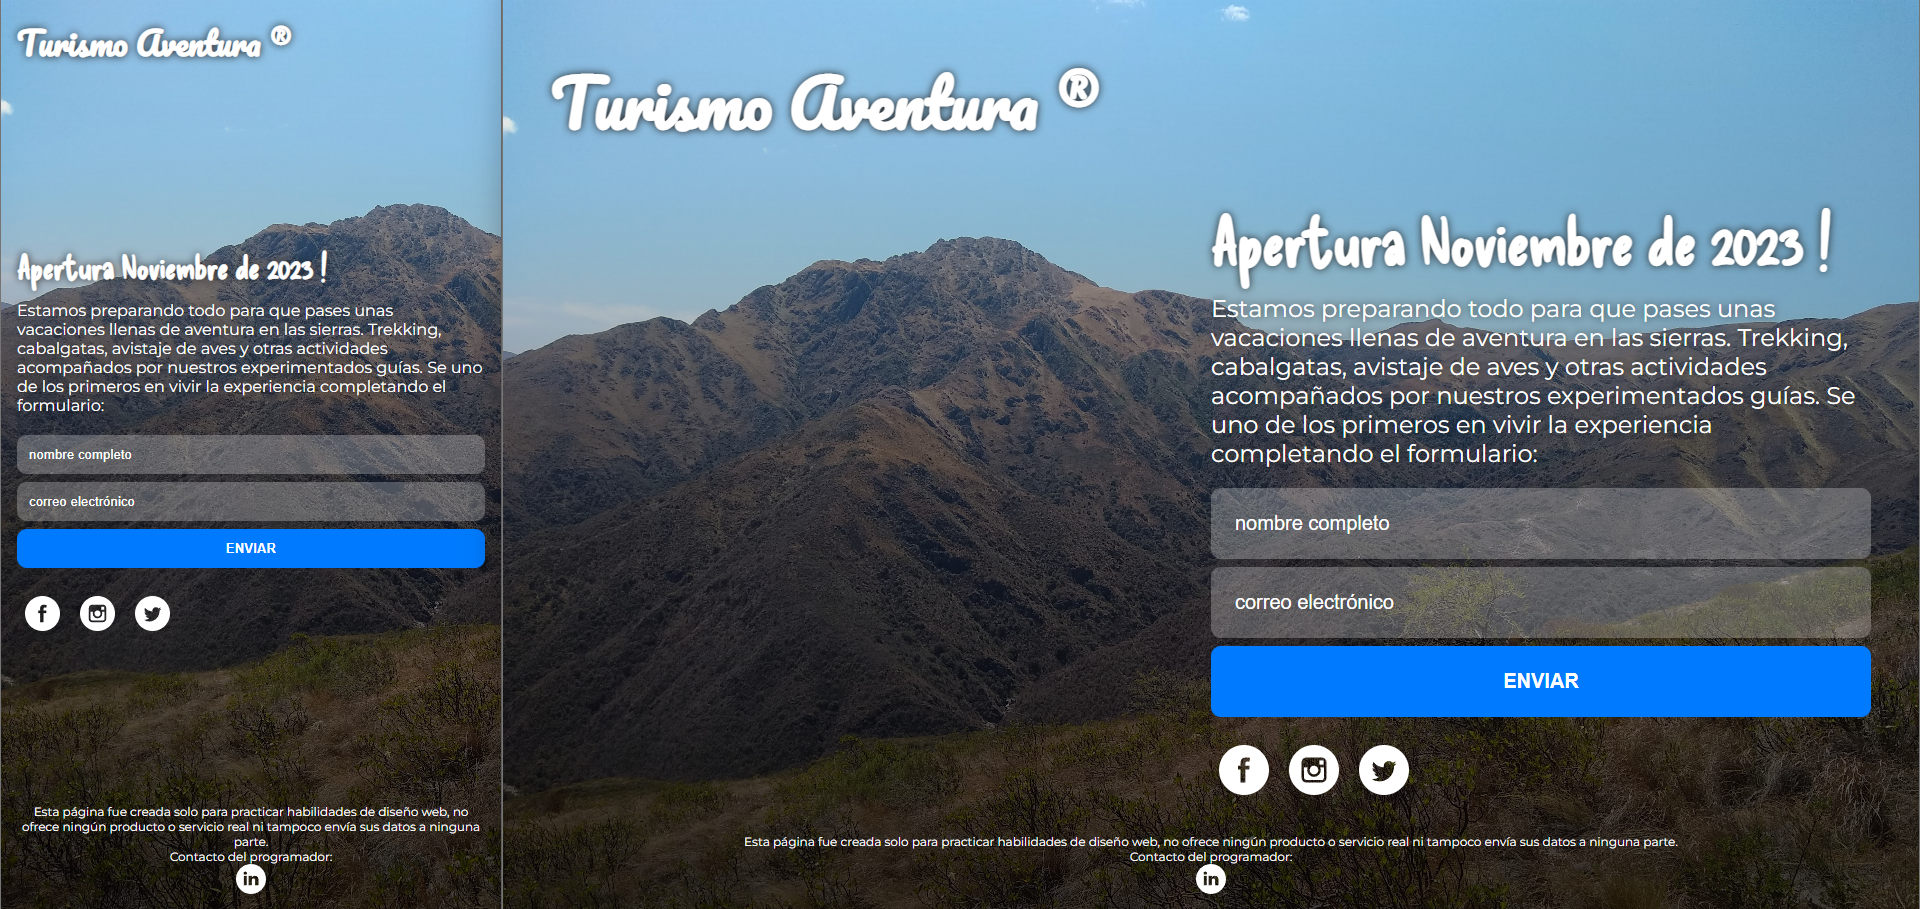 Turismo Aventura ®
Apertura Noviembre de 2023 !
Estamos preparando todo para que pases unas
vacaciones llenas de aventura en las sierras. Trekking,
cabalgatas, avistaje de aves y otras actividades
acompañados por nuestros experimentados guías. Se uno
de los primeros en vivir la experiencia completando el
formulario:
nombre completo
correo electrónico
ENVIAR
Esta página fue creada solo para practicar habilidades de diseño web, no
ofrece ningún producto o servicio real ni tampoco envía sus datos a ninguna
parte.
Contacto del programador:
in
Turismo Aventura ®
Apertura Noviembre de 2023 !
Estamos preparando todo para que pases unas
vacaciones llenas de aventura en las sierras. Trekking,
cabalgatas, avistaje de aves y otras actividades
acompañados por nuestros experimentados guías. Se
uno de los primeros en vivir la experiencia
completando el formulario:
nombre completo
correo electrónico
ENVIAR
Esta página fue creada solo para practicar habilidades de diseño web, no ofrece ningún producto o servicio real ni tampoco envía sus datos a ninguna parte.
Contacto del programador:
in